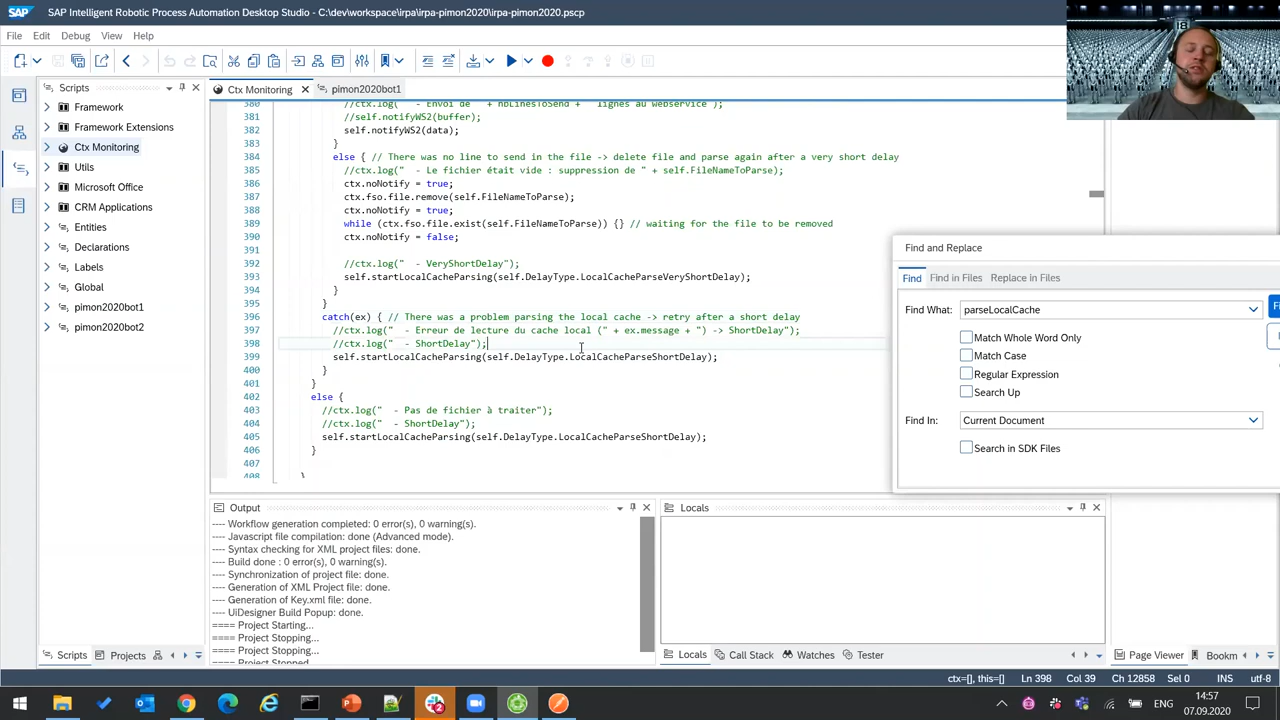 SAP SAP Intelligent Robotic Process Automation Desktop Studio - C:\dev\workspace\irpa\irpa-pimon2020\irpa-pimon2020.pscp
File Edit Debug View Help
Scripts
Framework
Framework Extensions
Ctx Monitoring
Utils
Microsoft Office
CRM Applications
Entities
Declarations
Labels
Global
pimon2020bot1
pimon2020bot2
Scripts Projects
Ctx Monitoring pimon2020bot1
380 //ctx.log(" - Envoi de " + nbLinesToSend + " lignes au webservice");
381 //self.notifyWS2(buffer);
382 self.notifyWS2(data);
383 }
384 else { // There was no line to send in the file -> delete file and parse again after a very short delay
385 //ctx.log(" - Le fichier était vide : suppression de " + self.FileNameToParse);
386 ctx.noNotify = true;
387 ctx.fso.file.remove(self.FileNameToParse);
388 ctx.noNotify = true;
389 while (ctx.fso.file.exist(self.FileNameToParse)) {} // waiting for the file to be removed
390 ctx.noNotify = false;
391
392 //ctx.log(" - VeryShortDelay");
393 self.startLocalCacheParsing(self.DelayType.LocalCacheParseVeryShortDelay);
394 }
395 }
396 catch(ex) { // There was a problem parsing the local cache -> retry after a short delay
397 //ctx.log(" - Erreur de lecture du cache local (" + ex.message + ") -> ShortDelay");
398 //ctx.log(" - ShortDelay");
399 self.startLocalCacheParsing(self.DelayType.LocalCacheParseShortDelay);
400 }
401 }
402 else {
403 //ctx.log(" - Pas de fichier à traiter");
404 //ctx.log(" - ShortDelay");
405 self.startLocalCacheParsing(self.DelayType.LocalCacheParseShortDelay);
406 }
407
408 }
Find and Replace
Find Find in Files Replace in Files
Find What: parseLocalCache
Match Whole Word Only
Match Case
Regular Expression
Search Up
Find In: Current Document
Search in SDK Files
Output
---- Workflow generation completed: 0 error(s), 0 warning(s).
---- Javascript file compilation: done (Advanced mode).
---- Syntax checking for XML project files: done.
---- Build done : 0 error(s), 0 warning(s).
---- Synchronization of project file: done.
---- Generation of XML Project file: done.
---- Generation of Key.xml file: done.
---- UiDesigner Build Popup: done.
==== Project Starting...
==== Project Stopping...
==== Project Stopping...
==== Project Stopped
Locals
Locals Call Stack Watches Tester
Page Viewer Bookm
ctx=[], this=[] Ln 398 Col 39 Ch 12858 Sel 0 INS utf-8
ENG
14:57
07.09.2020